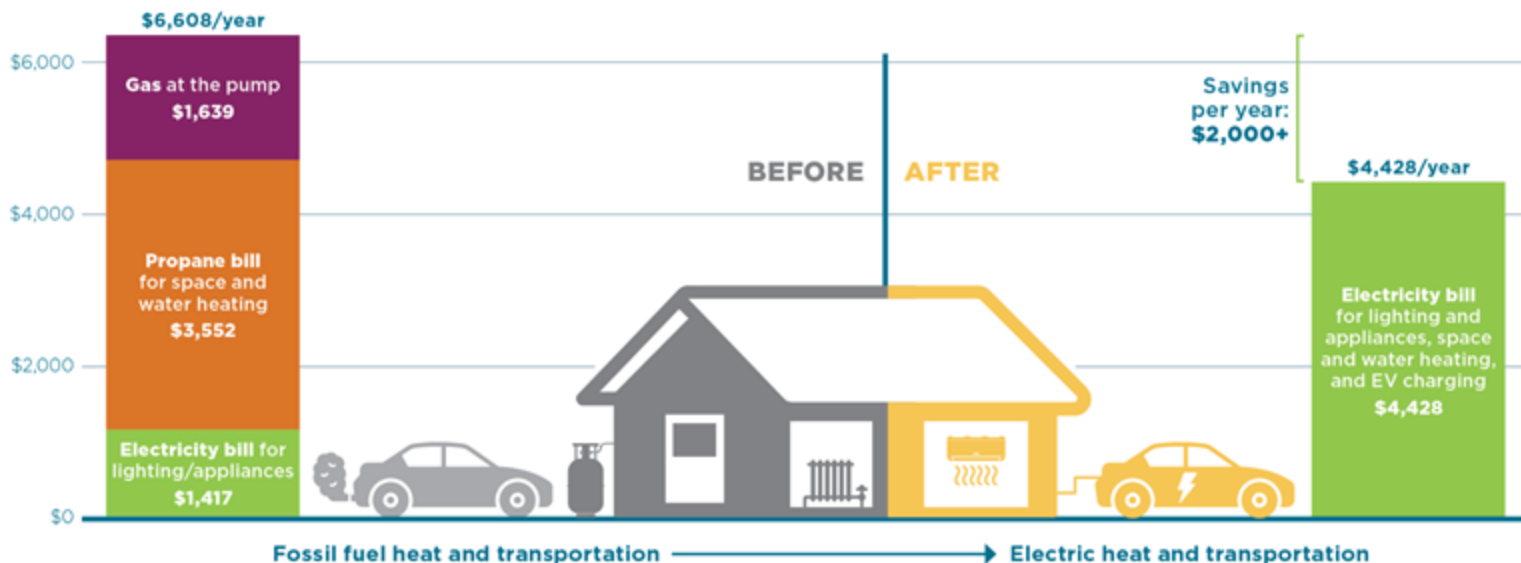 $6,608/year
$6,000
Gas at the pump
$1,639
Savings
per year:
$2,000+
BEFORE
AFTER
$4,428/year
$4,000
Propane bill
for space and
water heating
$3,552
Electricity bill
for lighting and
appliances, space
and water heating,
and EV charging
$4,428
$2,000
Electricity bill for
lighting/appliances
$1,417
$0
Fossil fuel heat and transportation
Electric heat and transportation